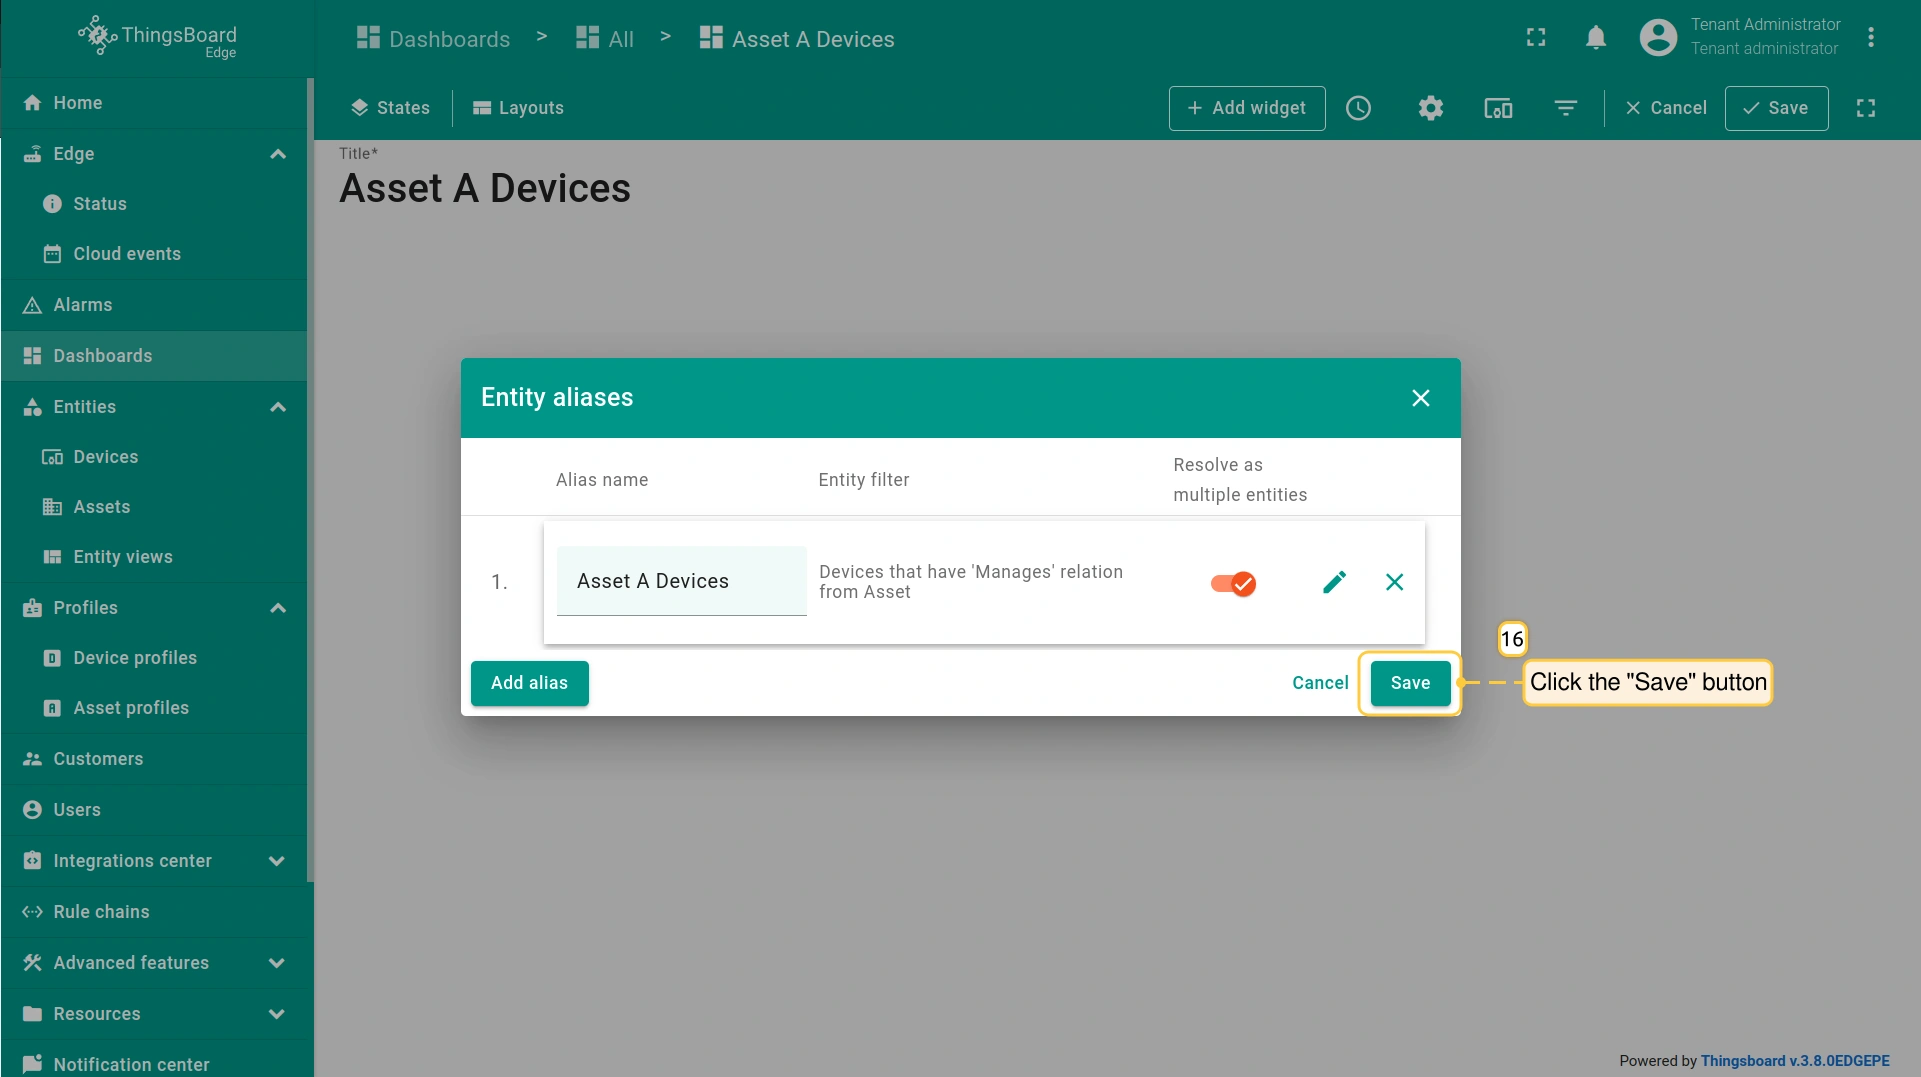 ThingsBoard
Edge
Dashboards > All > Asset A Devices
Tenant Administrator
Tenant administrator
Home
Edge
Status
Cloud events
Alarms
Dashboards
Entities
Devices
Assets
Entity views
Profiles
Device profiles
Asset profiles
Customers
Users
Integrations center
Rule chains
Advanced features
Resources
Notification center
States
Layouts
+ Add widget
Cancel
Save
Title*
Asset A Devices
Entity aliases
Alias name
Entity filter
Resolve as
multiple entities
1.
Asset A Devices
Devices that have 'Manages' relation
from Asset
Add alias
Cancel
Save
16
Click the "Save" button
Powered by Thingsboard v.3.8.0EDGEPE